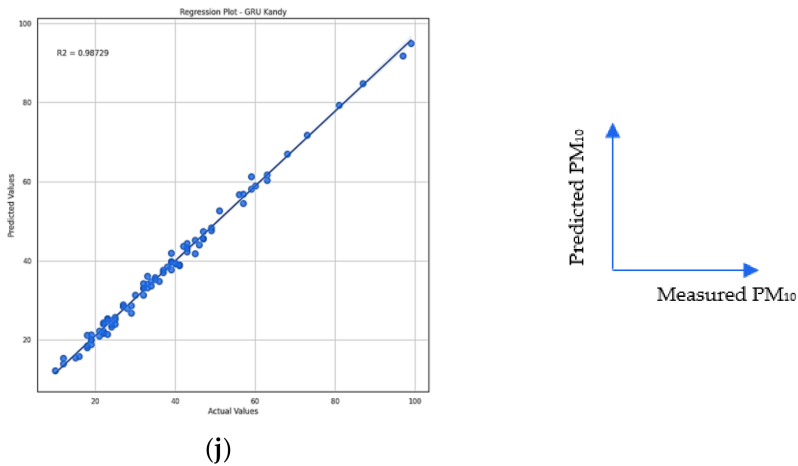 Regression Plot - GRU Kandy
R2 = 0.98729
100
80
60
40
20
Predicted Values
20 40 60 80 100
Actual Values
(j)
Predicted PM₁₀
Measured PM₁₀